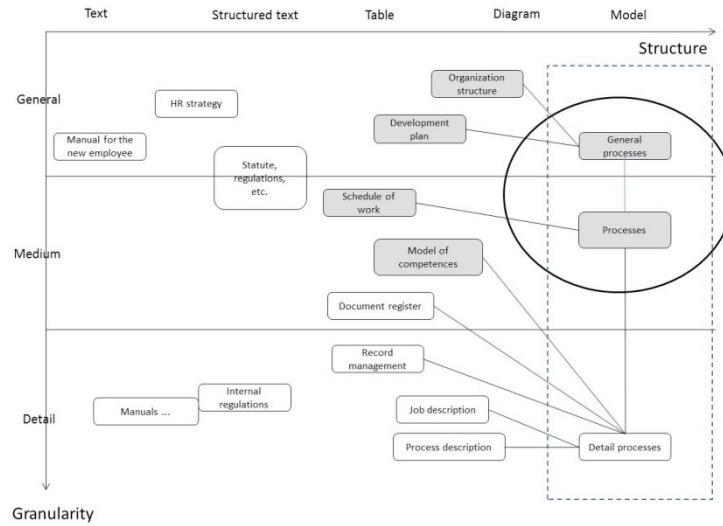 Text
Structured text
Table
Diagram
Model
Structure
General
HR strategy
Organization
structure
Manual for the
new employee
Development
plan
General
processes
Statute,
regulations,
etc.
Schedule of
work
Processes
Medium
Model of
competences
Document register
Record
management
Internal
regulations
Manuals ...
Job description
Detail
Process description
Detail processes
Granularity